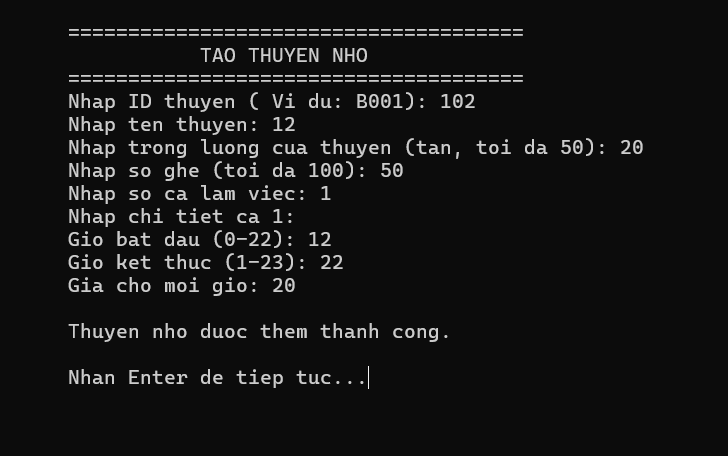 ======================================
TAO THUYEN NHO
======================================
Nhap ID thuyen ( Vi du: B001): 102
Nhap ten thuyen: 12
Nhap trong luong cua thuyen (tan, toi da 50): 20
Nhap so ghe (toi da 100): 50
Nhap so ca lam viec: 1
Nhap chi tiet ca 1:
Gio bat dau (0-22): 12
Gio ket thuc (1-23): 22
Gia cho moi gio: 20
Thuyen nho duoc them thanh cong.
Nhan Enter de tiep tuc...